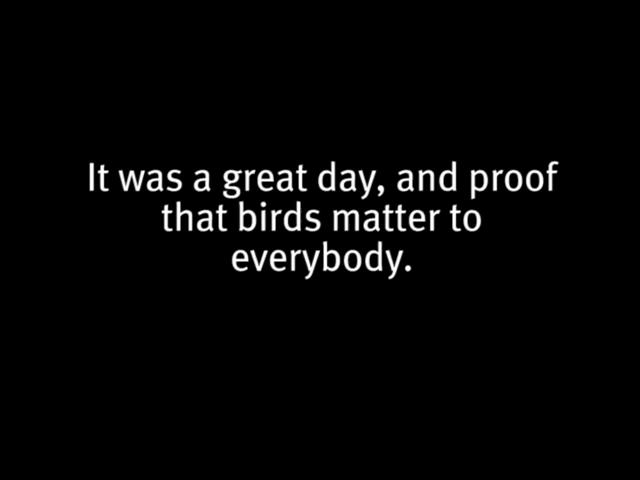 It was a great day, and proof
that birds matter to
everybody.